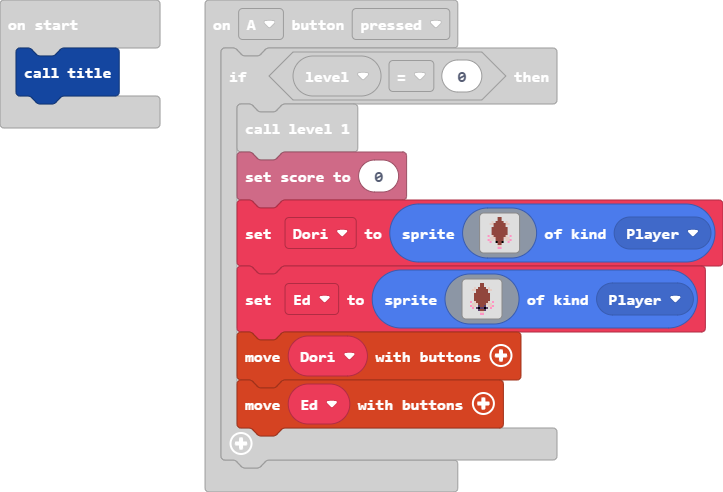 on start
call title
on A button pressed
if level = 0 then
call level 1
set score to 0
set Dori to sprite of kind Player
set Ed to sprite of kind Player
move Dori with buttons
move Ed with buttons